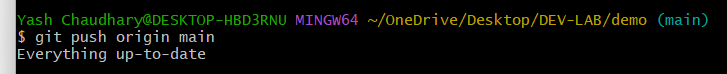 Yash Chaudhary@DESKTOP-HBD3RNU MINGW64 ~/OneDrive/Desktop/DEV-LAB/demo (main)
$ git push origin main
Everything up-to-date